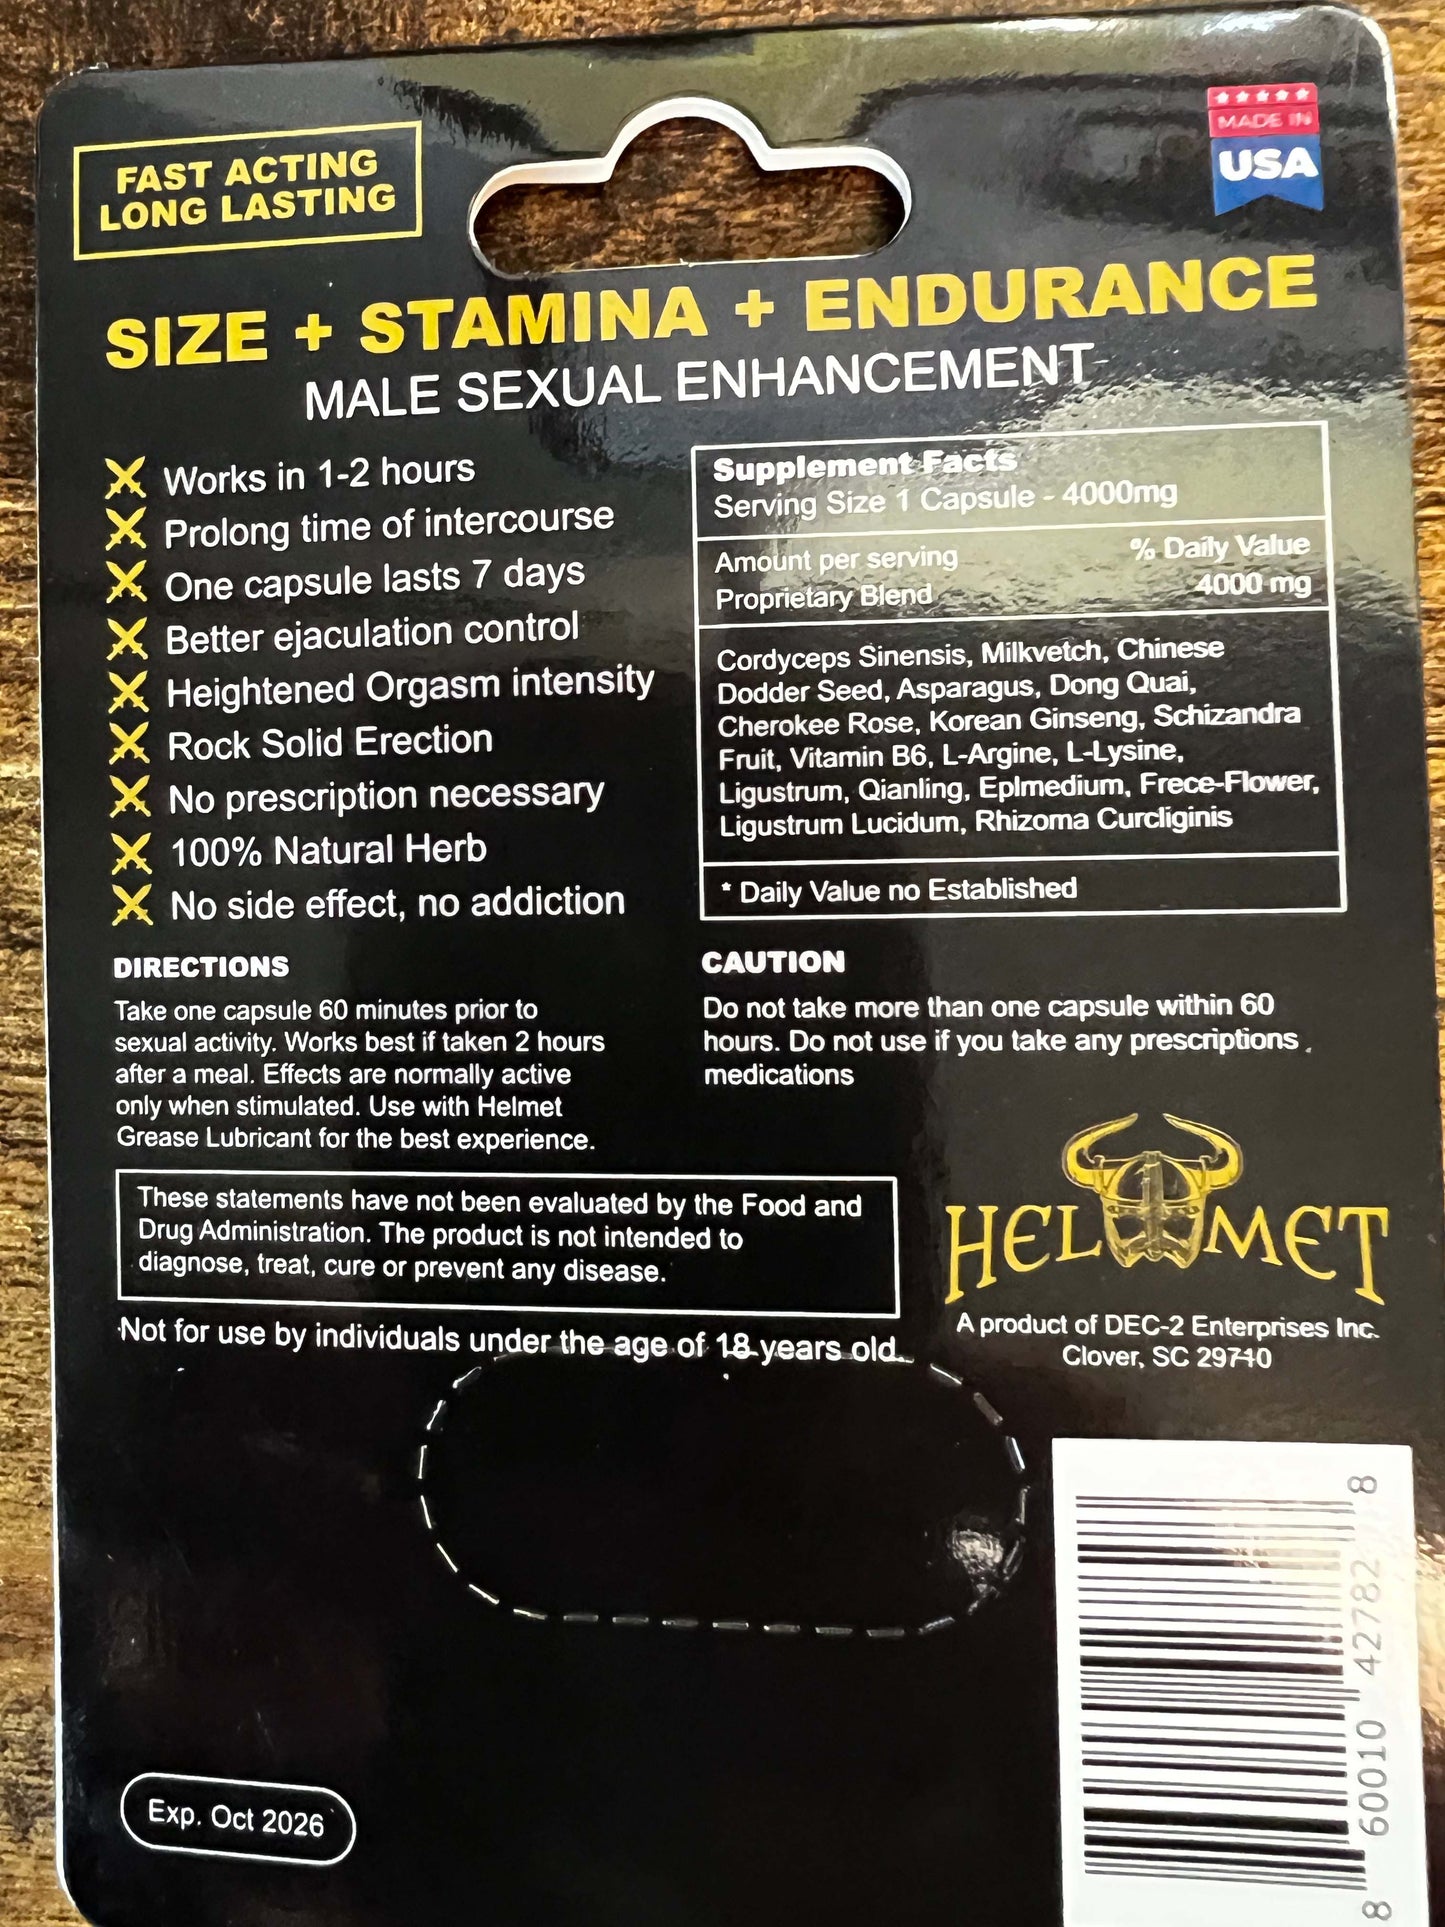 FAST ACTING
LONG LASTING
MADE IN
USA
SIZE + STAMINA + ENDURANCE
MALE SEXUAL ENHANCEMENT
Works in 1-2 hours
Prolong time of intercourse
One capsule lasts 7 days
Better ejaculation control
Heightened Orgasm intensity
Rock Solid Erection
No prescription necessary
100% Natural Herb
No side effect, no addiction
Supplement Facts
Serving Size 1 Capsule - 4000mg
Amount per serving % Daily Value
Proprietary Blend 4000 mg
Cordyceps Sinensis, Milkvetch, Chinese
Dodder Seed, Asparagus, Dong Quai,
Cherokee Rose, Korean Ginseng, Schizandra
Fruit, Vitamin B6, L-Argine, L-Lysine,
Ligustrum, Qianling, Eplmedium, Frece-Flower,
Ligustrum Lucidum, Rhizoma Curcliginis
* Daily Value no Established
DIRECTIONS
Take one capsule 60 minutes prior to
sexual activity. Works best if taken 2 hours
after a meal. Effects are normally active
only when stimulated. Use with Helmet
Grease Lubricant for the best experience.
CAUTION
Do not take more than one capsule within 60
hours. Do not use if you take any prescriptions .
medications
These statements have not been evaluated by the Food and
Drug Administration. The product is not intended to
diagnose, treat, cure or prevent any disease.
Not for use by individuals under the age of 18 years old.
HELMET
A product of DEC-2 Enterprises Inc.
Clover, SC 29710
Exp. Oct 2026
8 60010 42782 8